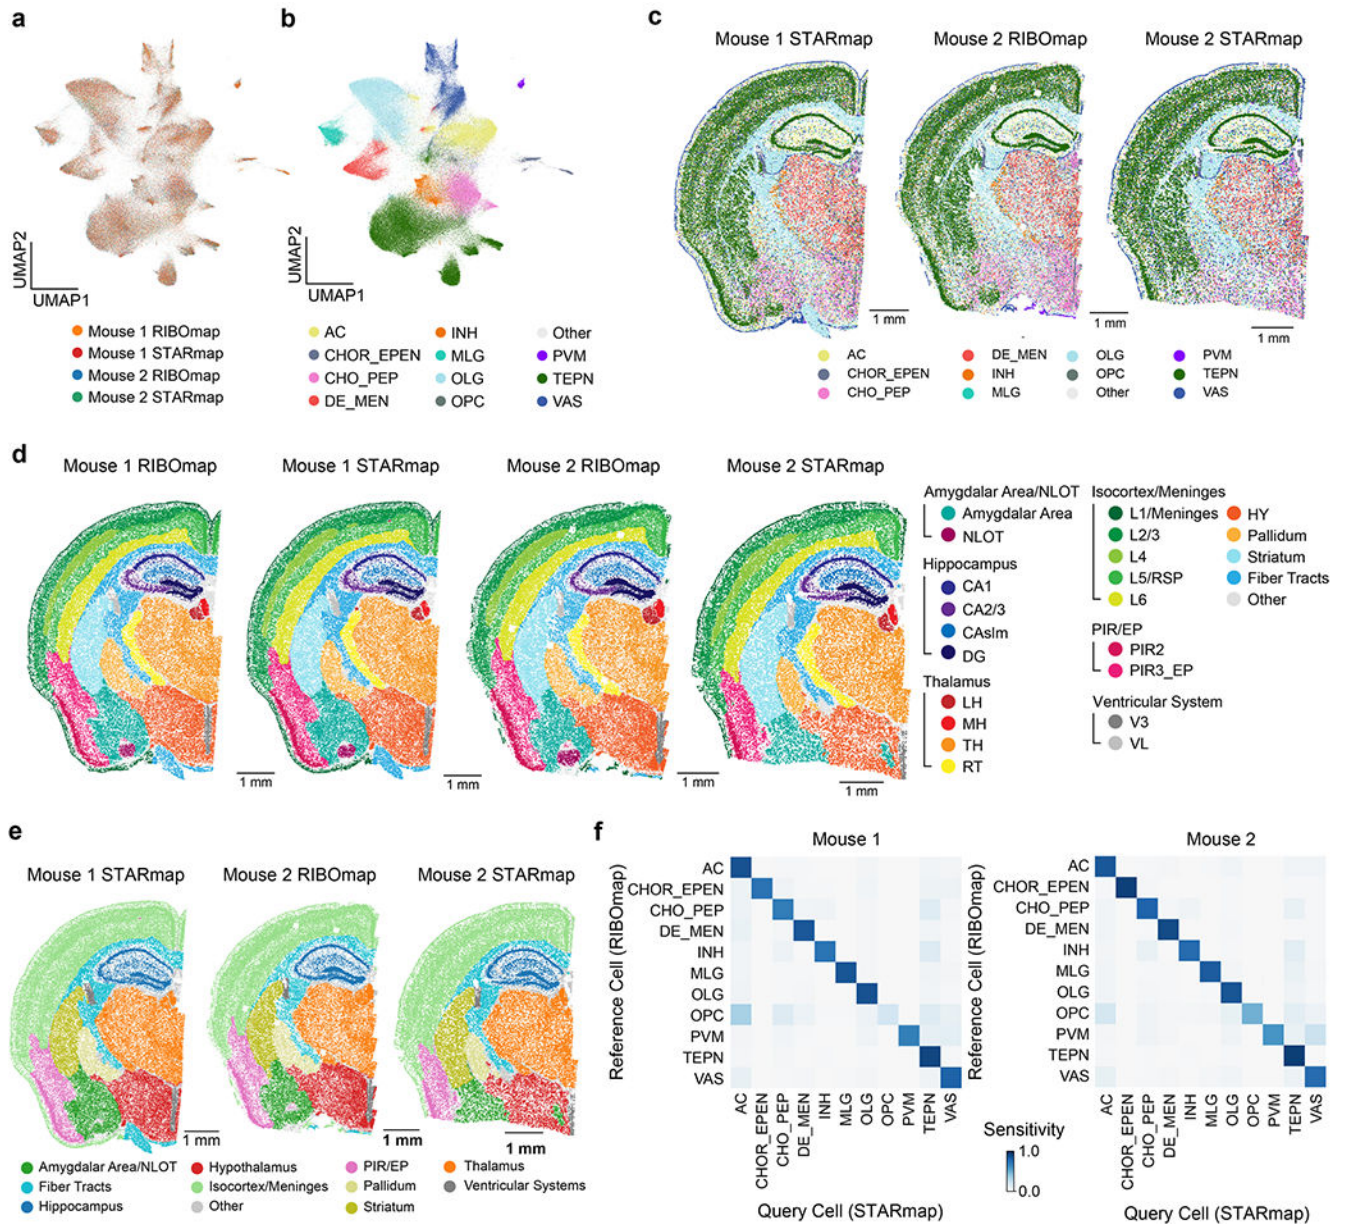 a
UMAP2
UMAP1
Mouse 1 RIBOmap
Mouse 1 STARmap
Mouse 2 RIBOmap
Mouse 2 STARmap
b
UMAP2
UMAP1
AC
CHOR_EPEN
CHO_PEP
DE_MEN
INH
MLG
OLG
OPC
Other
PVM
TEPN
VAS
c
Mouse 1 STARmap
Mouse 2 RIBOmap
Mouse 2 STARmap
1 mm
1 mm
1 mm
AC
CHOR_EPEN
CHO_PEP
DE_MEN
INH
MLG
OLG
OPC
Other
PVM
TEPN
VAS
d
Mouse 1 RIBOmap
Mouse 1 STARmap
Mouse 2 RIBOmap
Mouse 2 STARmap
1 mm
1 mm
1 mm
1 mm
Amygdalar Area/NLOT
Amygdalar Area
NLOT
Hippocampus
CA1
CA2/3
CAslm
DG
Thalamus
LH
MH
TH
RT
Isocortex/Meninges
L1/Meninges
L2/3
L4
L5/RSP
L6
PIR/EP
PIR2
PIR3_EP
Ventricular System
V3
VL
HY
Pallidum
Striatum
Fiber Tracts
Other
e
Mouse 1 STARmap
Mouse 2 RIBOmap
Mouse 2 STARmap
1 mm
1 mm
1 mm
Amygdalar Area/NLOT
Fiber Tracts
Hippocampus
Hypothalamus
Isocortex/Meninges
Other
PIR/EP
Pallidum
Striatum
Thalamus
Ventricular Systems
f
Mouse 1
Reference Cell (RIBOmap)
AC
CHOR_EPEN
CHO_PEP
DE_MEN
INH
MLG
OLG
OPC
PVM
TEPN
VAS
AC
CHOR_EPEN
CHO_PEP
DE_MEN
INH
MLG
OLG
OPC
PVM
TEPN
VAS
Query Cell (STARmap)
Sensitivity
1.0
0.0
Mouse 2
Reference Cell (RIBOmap)
AC
CHOR_EPEN
CHO_PEP
DE_MEN
INH
MLG
OLG
OPC
PVM
TEPN
VAS
AC
CHOR_EPEN
CHO_PEP
DE_MEN
INH
MLG
OLG
OPC
PVM
TEPN
VAS
Query Cell (STARmap)